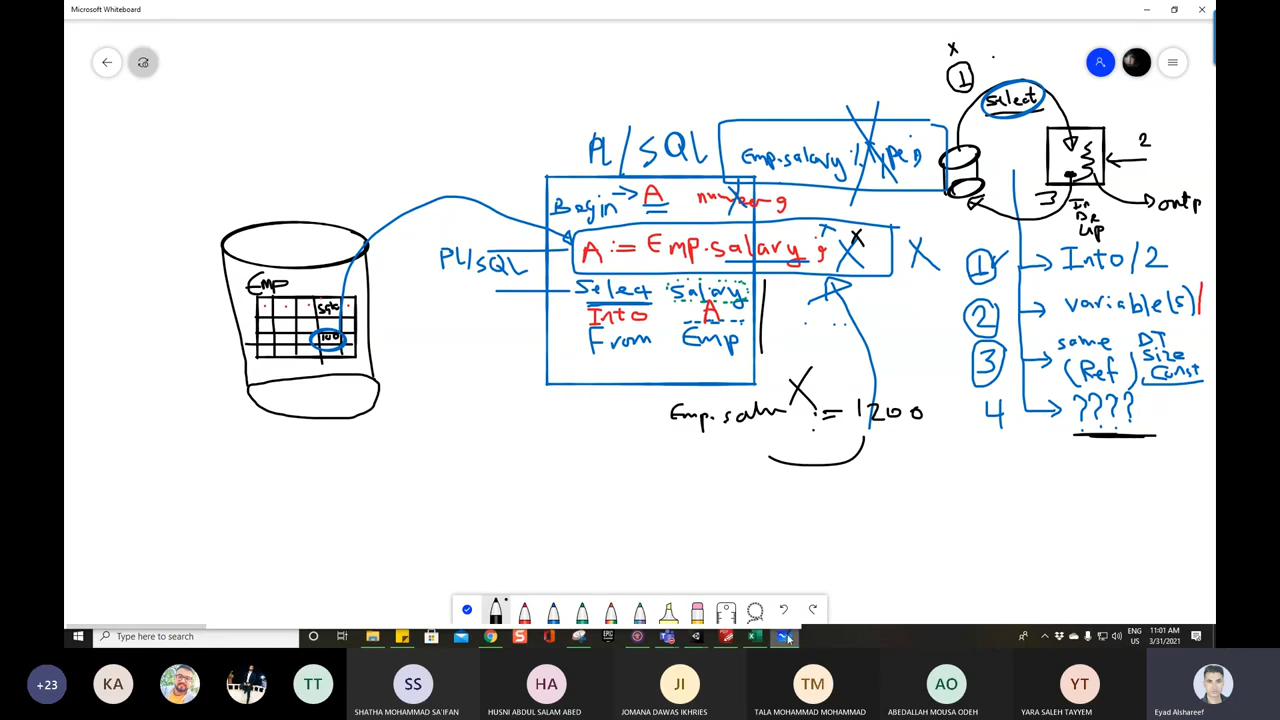 Microsoft Whiteboard
x
1
select
PL/SQL
Emp.salary % Type;
2
3
In
Up
outp
Begin → A number;
A := Emp.salary; X
X
PL/SQL
Select Salary
Into A
From Emp
Emp
100
1 Into/2
2 variable(s)
3 same DT
(Ref) Size
Const
4 ????
X
:= 1200
Type here to search
ENG
US
11:01 AM
3/31/2021
+23
KA
TT
SS
SHATHA MOHAMMAD SA'IFAN
HA
HUSNI ABDUL SALAM ABED
JI
JOMANA DAWAS IKHRIES
TM
TALA MOHAMMAD MOHAMMAD
AO
ABEDALLAH MOUSA ODEH
YT
YARA SALEH TAYYEM
Eyad Alshareef